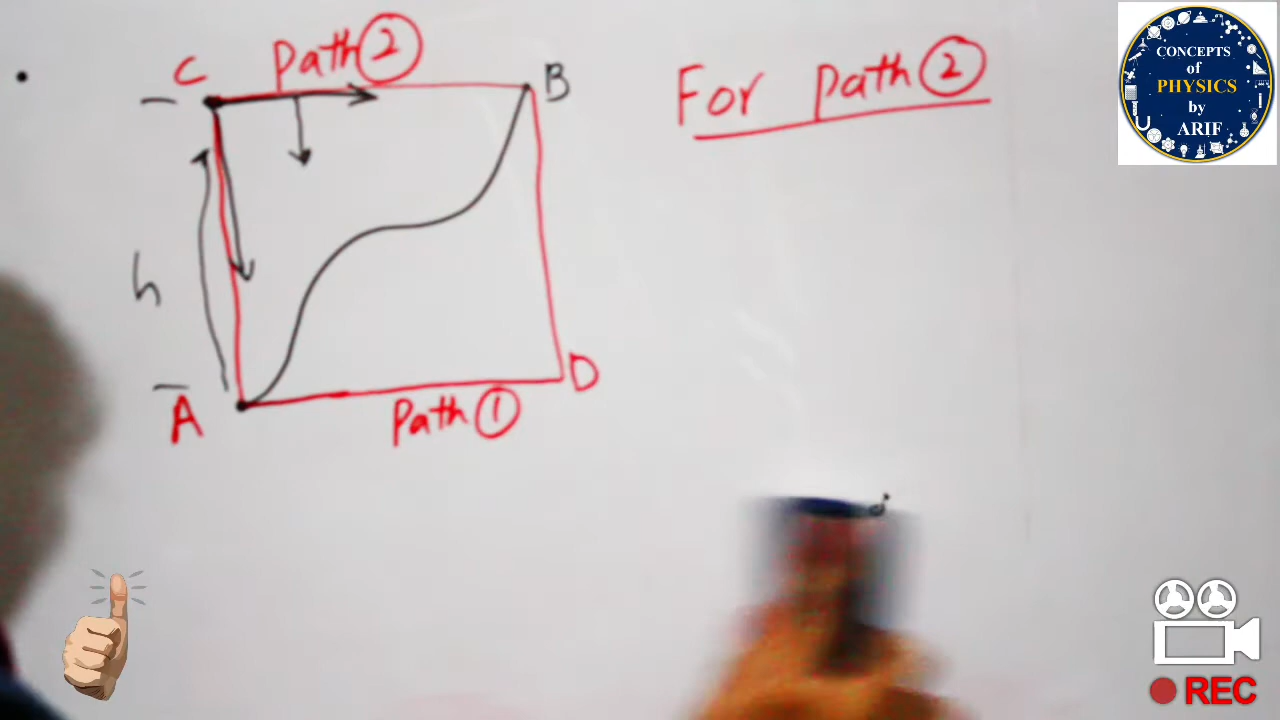 C Path ② B
For path ②
h
A Path ① D
CONCEPTS
of
PHYSICS
by
ARIF
REC